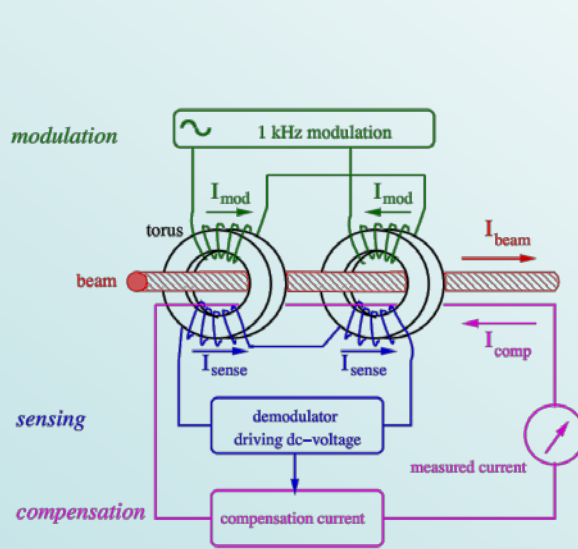 modulation
1 kHz modulation
I_mod
I_mod
torus
I_beam
beam
I_comp
I_sense
I_sense
sensing
demodulator
driving dc-voltage
measured current
compensation
compensation current